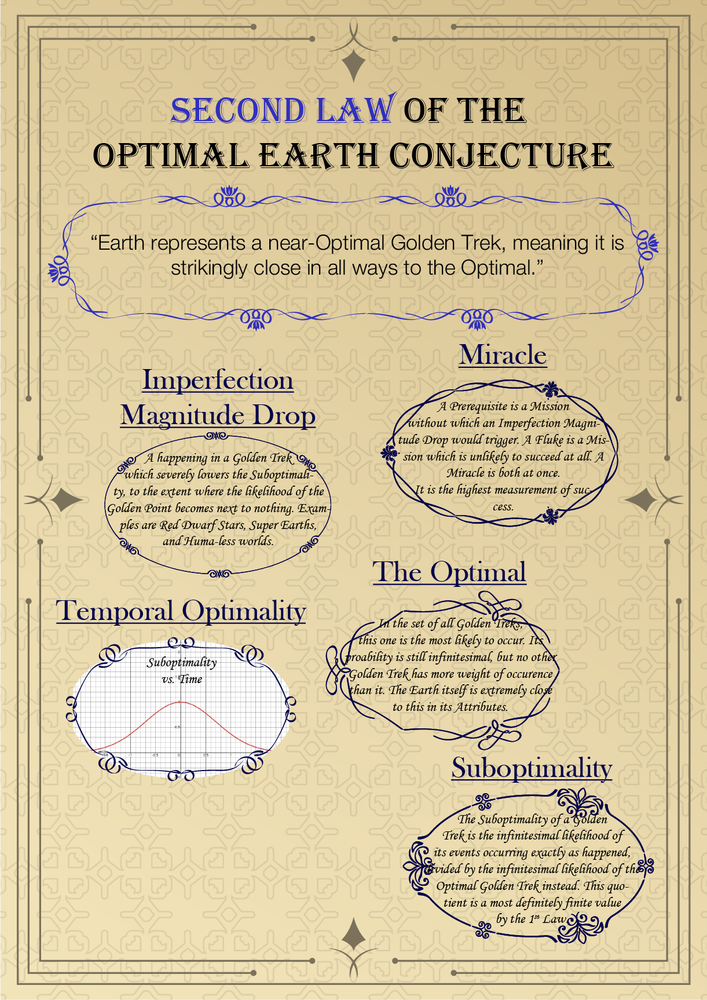 SECOND LAW OF THE
OPTIMAL EARTH CONJECTURE
“Earth represents a near-Optimal Golden Trek, meaning it is
strikingly close in all ways to the Optimal.”
Imperfection
Magnitude Drop
A happening in a Golden Trek
which severely lowers the Suboptimali-
ty, to the extent where the likelihood of the
Golden Point becomes next to nothing. Exam-
ples are Red Dwarf Stars, Super Earths,
and Huma-less worlds.
Miracle
A Prerequisite is a Mission
without which an Imperfection Magni-
tude Drop would trigger. A Fluke is a Mis-
sion which is unlikely to succeed at all. A
Miracle is both at once.
It is the highest measurement of suc-
cess.
Temporal Optimality
Suboptimality
vs. Time
1
0.5
-0.5
0
0.5
The Optimal
In the set of all Golden Treks,
this one is the most likely to occur. Its
proability is still infinitesimal, but no other
Golden Trek has more weight of occurence
than it. The Earth itself is extremely close
to this in its Attributes.
Suboptimality
The Suboptimality of a Golden
Trek is the infinitesimal likelihood of
its events occurring exactly as happened,
divided by the infinitesimal likelihood of the
Optimal Golden Trek instead. This quo-
tient is a most definitely finite value
by the 1st Law.